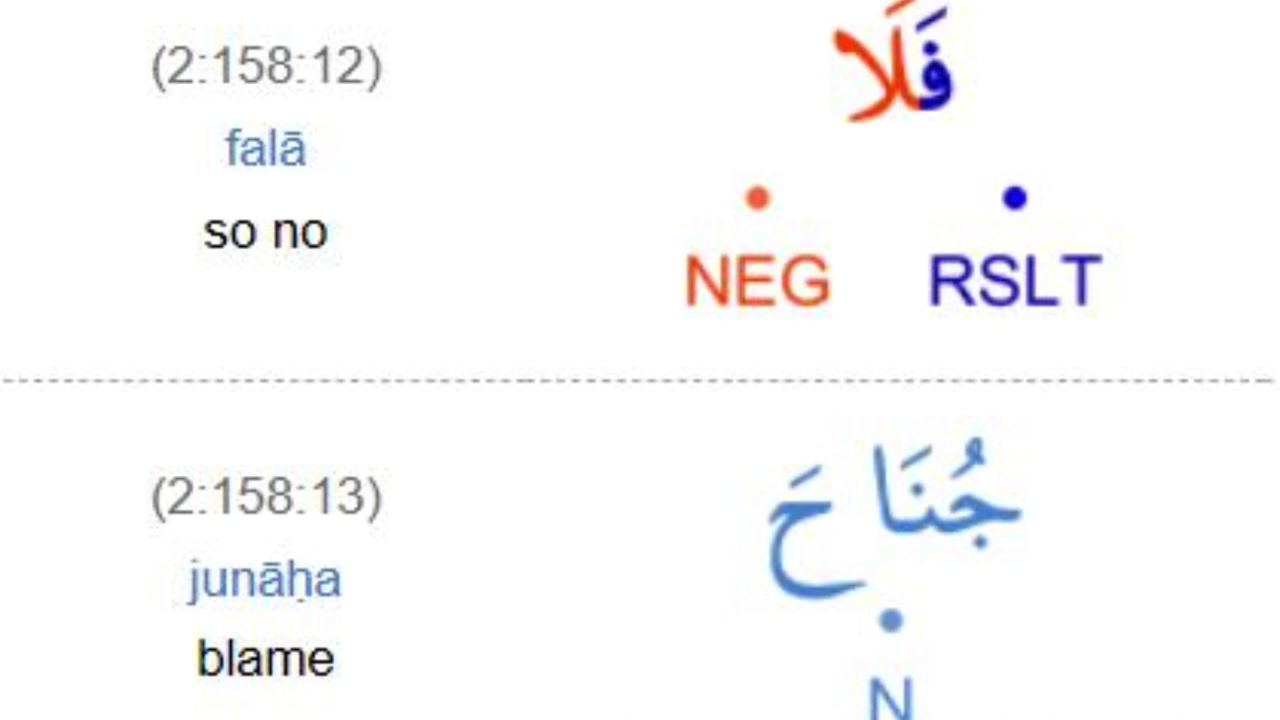 (2:158:12)
falā
so no
فَلَا
NEG RSLT
(2:158:13)
junāḥa
blame
جُنَاحَ
N